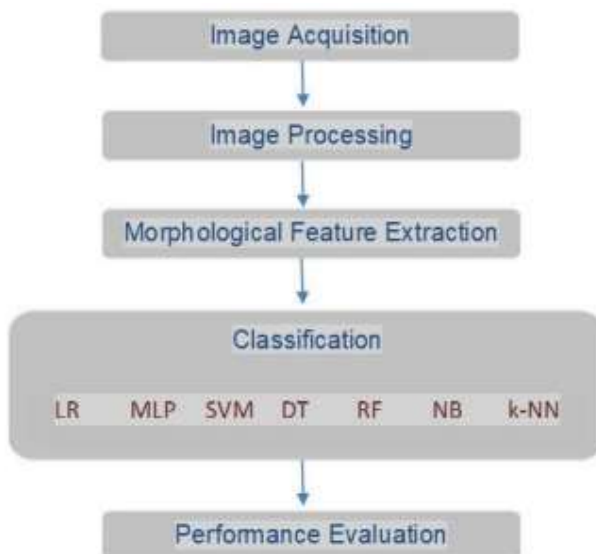 Image Acquisition
Image Processing
Morphological Feature Extraction
Classification
LR MLP SVM DT RF NB k-NN
Performance Evaluation